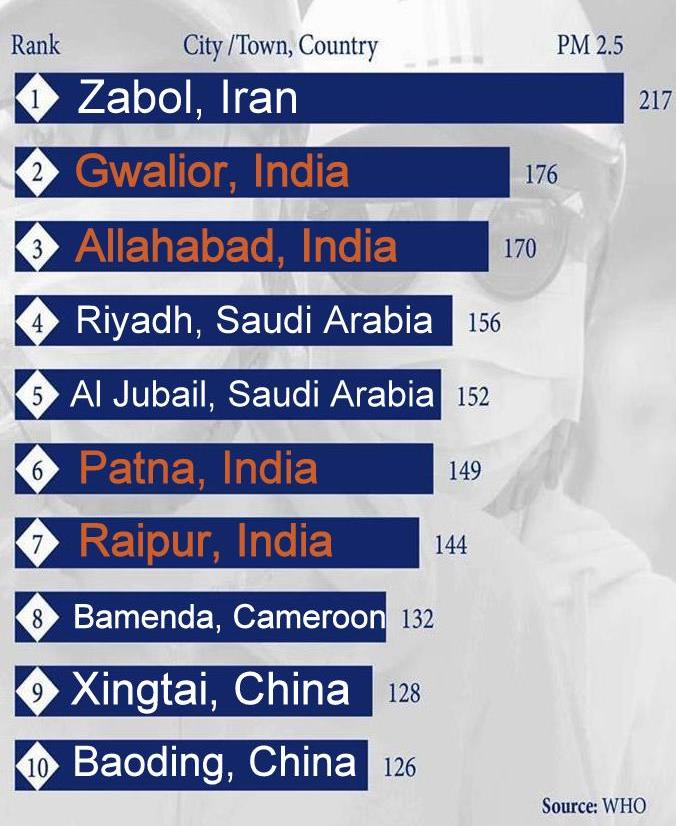 Rank City /Town, Country PM 2.5
1 Zabol, Iran 217
2 Gwalior, India 176
3 Allahabad, India 170
4 Riyadh, Saudi Arabia 156
5 Al Jubail, Saudi Arabia 152
6 Patna, India 149
7 Raipur, India 144
8 Bamenda, Cameroon 132
9 Xingtai, China 128
10 Baoding, China 126
Source: WHO